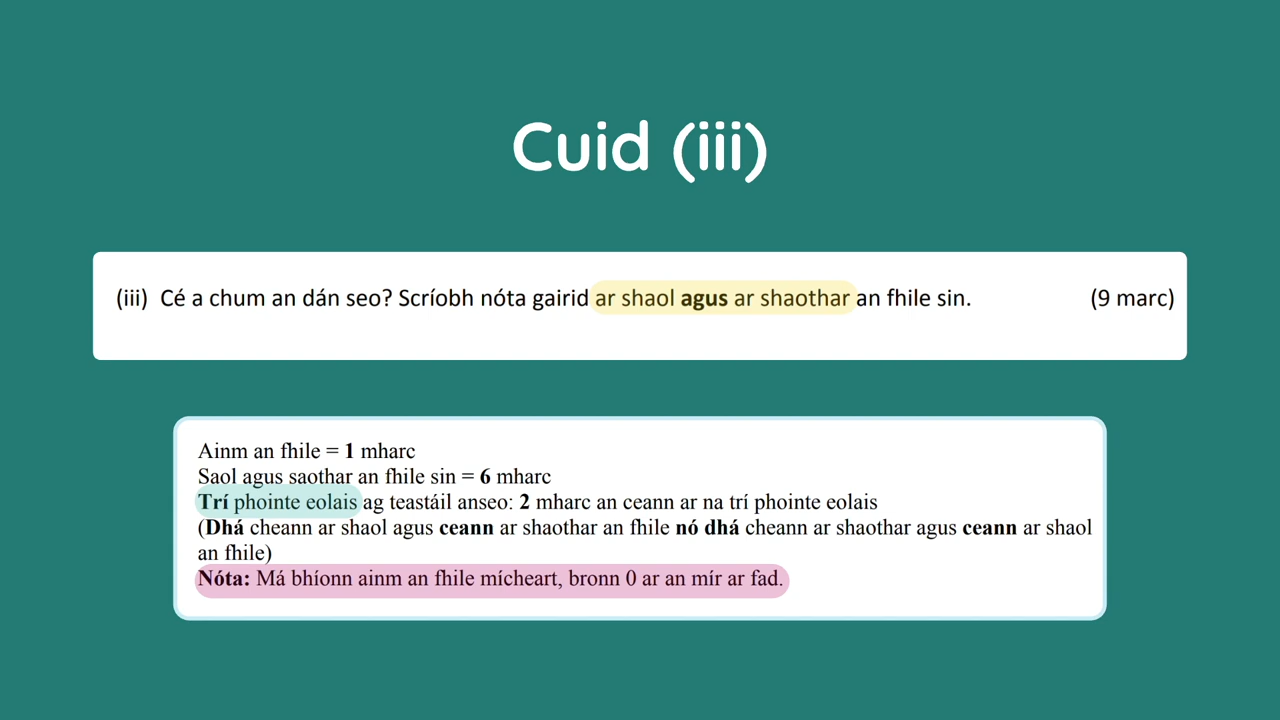 Cuid (iii)
(iii) Cé a chum an dán seo? Scríobh nóta gairid ar shaol agus ar shaothar an fhile sin. (9 marc)
Ainm an fhile = 1 mharc
Saol agus saothar an fhile sin = 6 mharc
Trí phointe eolais ag teastáil anseo: 2 mharc an ceann ar na trí phointe eolais
(Dhá cheann ar shaol agus ceann ar shaothar an fhile nó dhá cheann ar shaothar agus ceann ar shaol
an fhile)
Nóta: Má bhíonn ainm an fhile mícheart, bronn 0 ar an mír ar fad.